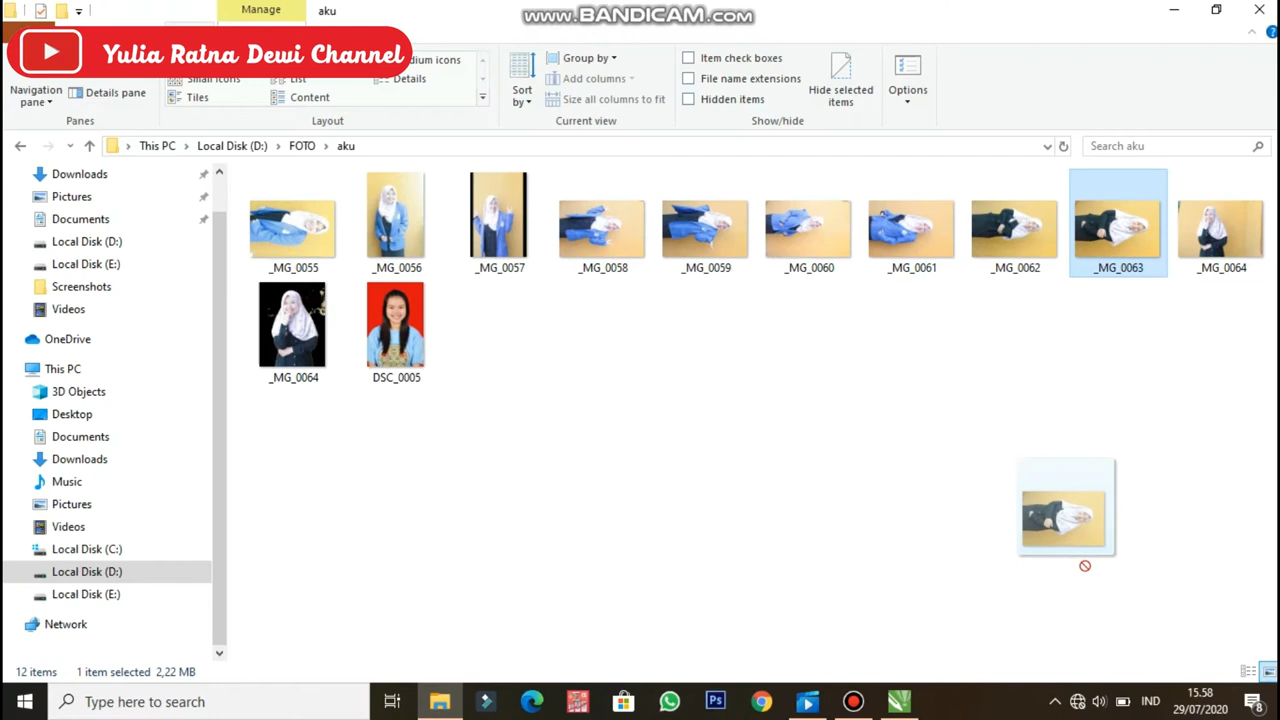 Manage
aku
www.BANDICAM.com
Yulia Ratna Dewi Channel
Navigation pane
Details pane
Small icons
List
Details
Tiles
Content
Sort by
Group by
Add columns
Size all columns to fit
Item check boxes
File name extensions
Hidden items
Hide selected items
Options
Panes
Layout
Current view
Show/hide
This PC
Local Disk (D:)
FOTO
aku
Search aku
Downloads
Pictures
Documents
Local Disk (D:)
Local Disk (E:)
Screenshots
Videos
OneDrive
This PC
3D Objects
Desktop
Documents
Downloads
Music
Pictures
Videos
Local Disk (C:)
Local Disk (D:)
Local Disk (E:)
Network
_MG_0055
_MG_0056
_MG_0057
_MG_0058
_MG_0059
_MG_0060
_MG_0061
_MG_0062
_MG_0063
_MG_0064
_MG_0064
DSC_0005
12 items
1 item selected 2,22 MB
Type here to search
Ps
IND
15.58
29/07/2020
8